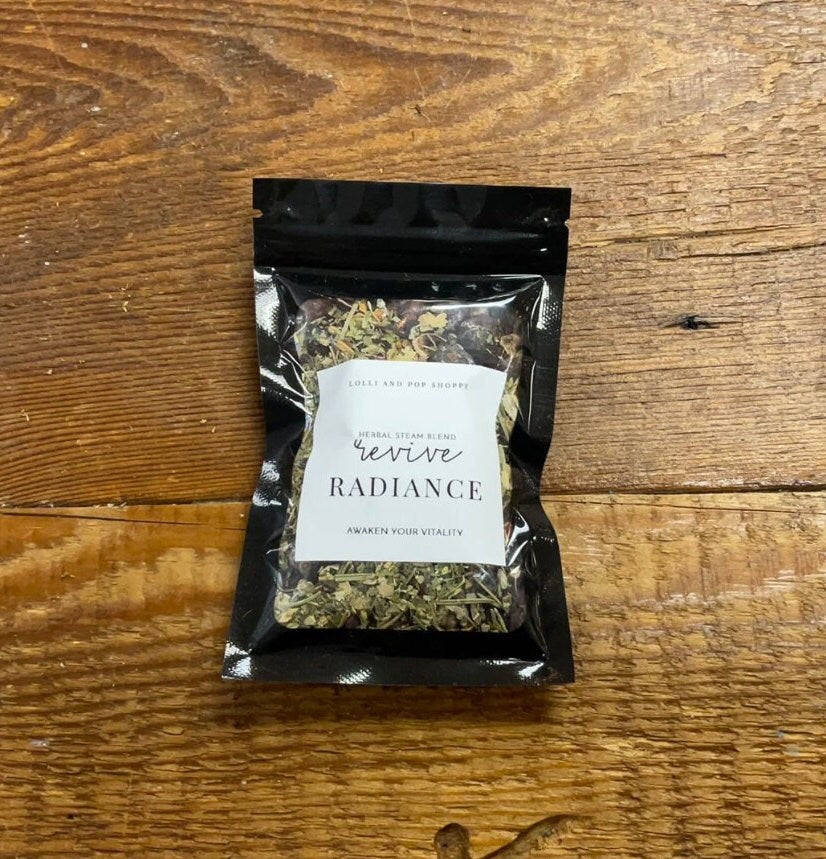 LOLLI AND POP SHOPPE
HERBAL STEAM BLEND
revive
RADIANCE
AWAKEN YOUR VITALITY